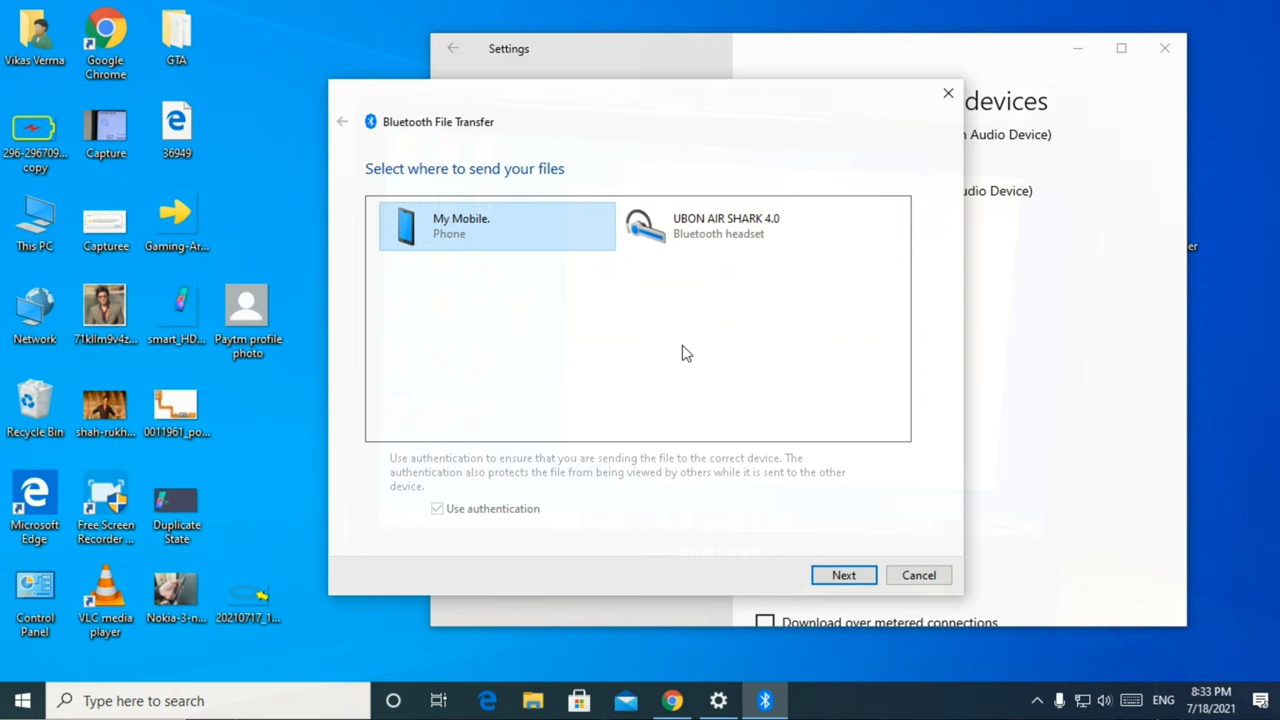 Vikas Verma
Google
Chrome
GTA
296-296709...
copy
Capture
36949
This PC
Capturee
Gaming-Ar...
Network
71kllm9v4z...
smart_HD...
Paytm profile
photo
Recycle Bin
shah-rukh...
0011961_po...
Microsoft
Edge
Free Screen
Recorder ...
Duplicate
State
Control
Panel
VLC media
player
Nokia-3-n...
20210717_1...
Settings
devices
n Audio Device)
udio Device)
er
Bluetooth File Transfer
Select where to send your files
My Mobile.
Phone
UBON AIR SHARK 4.0
Bluetooth headset
Use authentication to ensure that you are sending the file to the correct device. The
authentication also protects the file from being viewed by others while it is sent to the other
device.
Use authentication
SAMSUNG
Next
Cancel
Download over metered connections
Type here to search
ENG
8:33 PM
7/18/2021